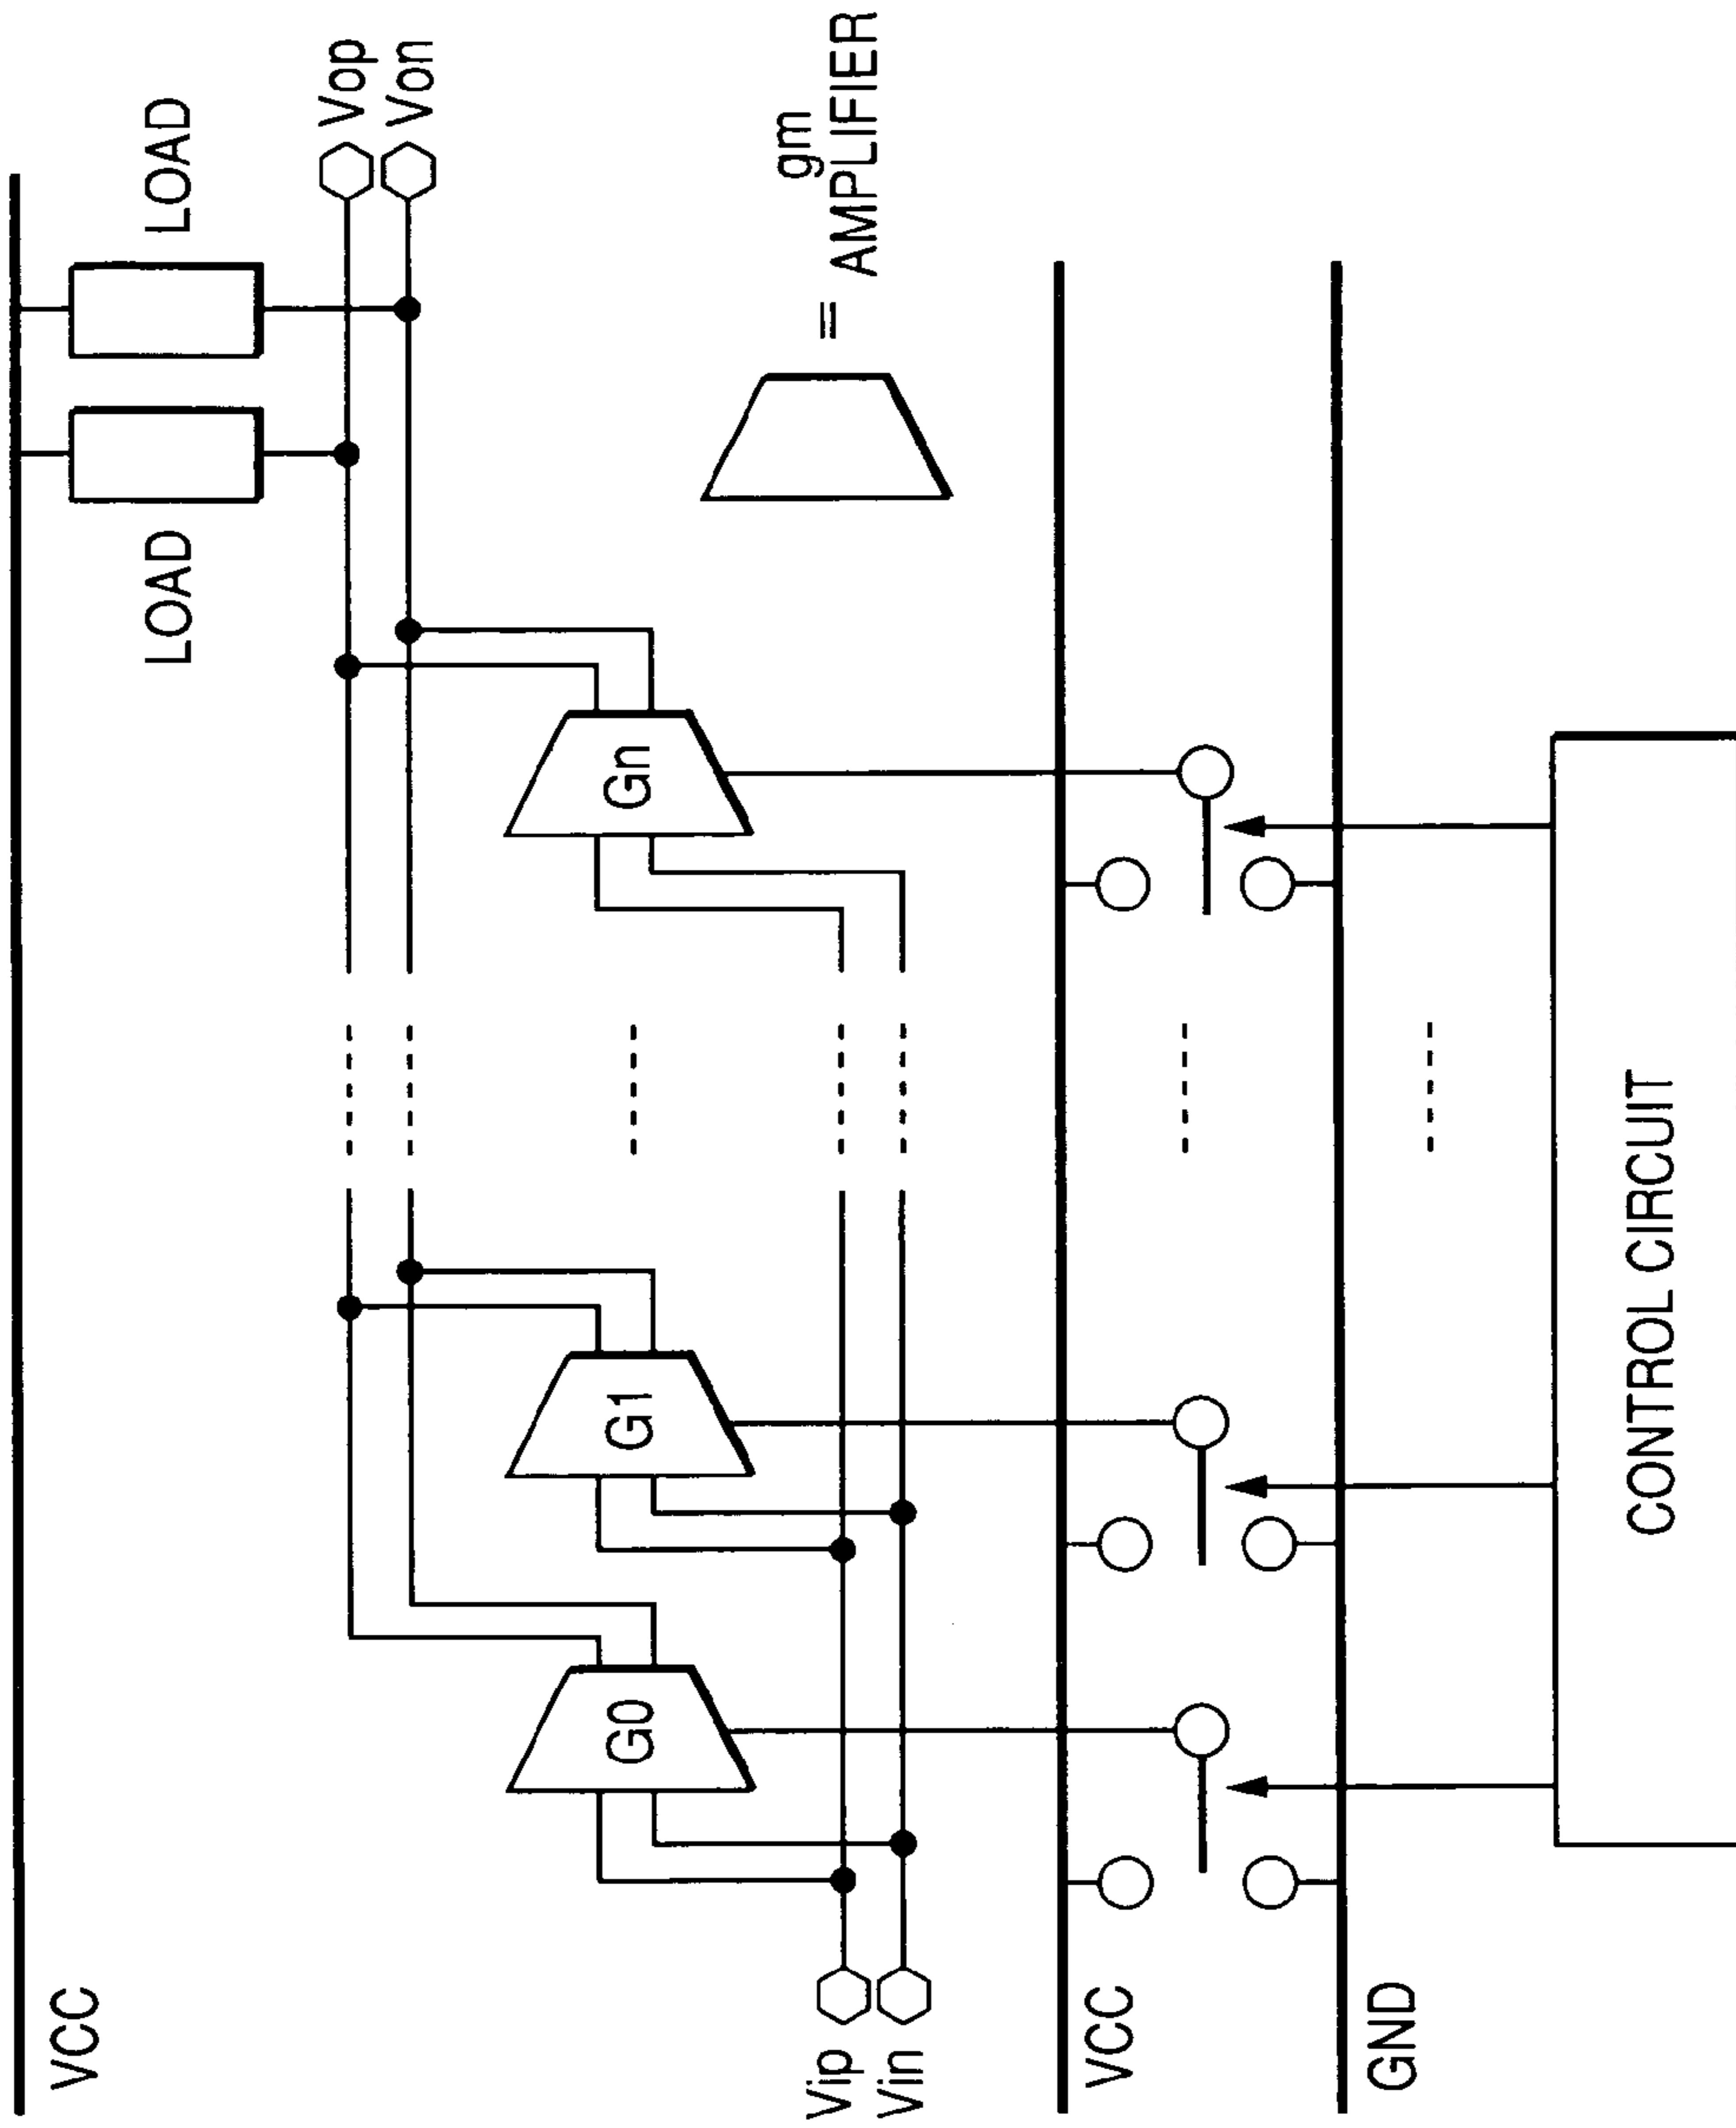 VCC
LOAD
LOAD
Vop
Von
G0
G1
Gn
gm
= AMPLIFIER
Vip
Vin
VCC
GND
CONTROL CIRCUIT